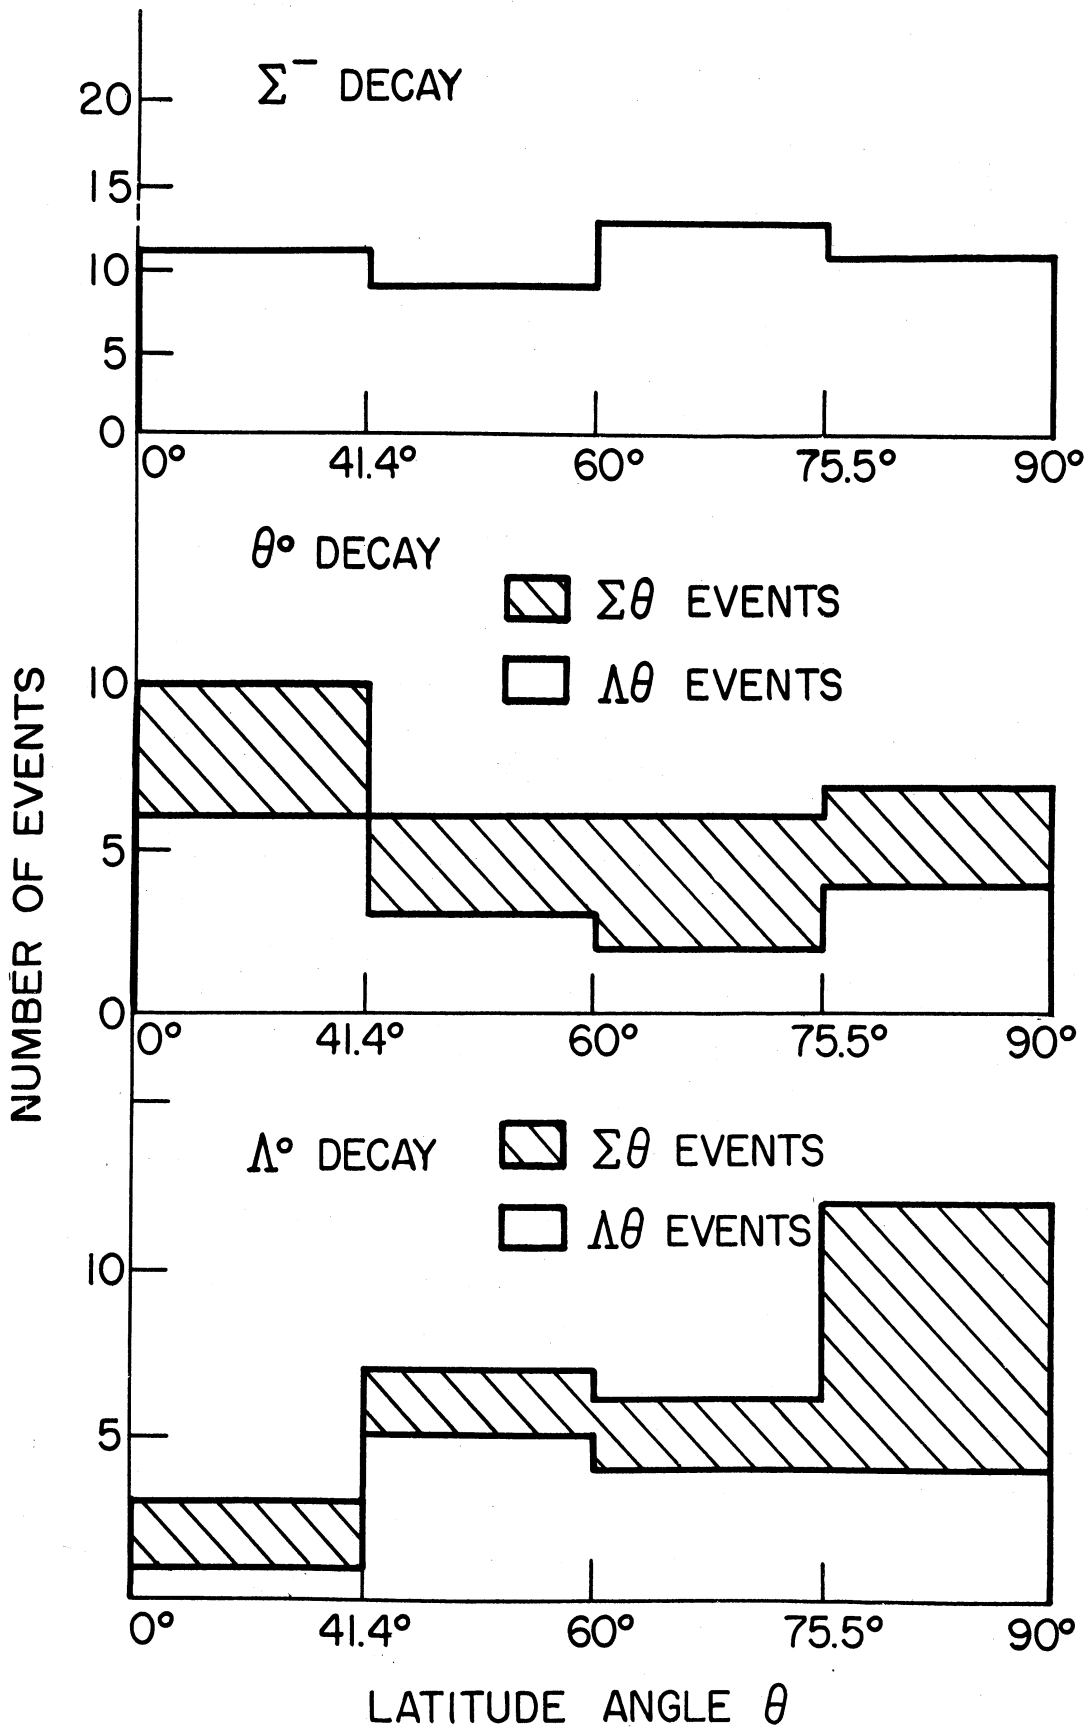 Σ⁻ DECAY
20
15
10
5
0
0° 41.4° 60° 75.5° 90°
θ° DECAY
Σθ EVENTS
Λθ EVENTS
10
5
0
0° 41.4° 60° 75.5° 90°
NUMBER OF EVENTS
Λ° DECAY
Σθ EVENTS
Λθ EVENTS
10
5
0° 41.4° 60° 75.5° 90°
LATITUDE ANGLE θ